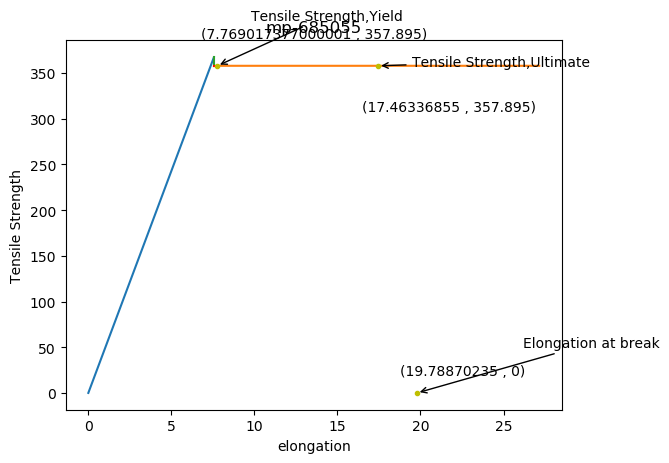 Tensile Strength,Yield
mp-685055
(7.769017377000001 , 357.895)
Tensile Strength,Ultimate
(17.46336855 , 357.895)
Elongation at break
(19.78870235 , 0)
350
300
250
200
150
100
50
0
Tensile Strength
0 5 10 15 20 25
elongation